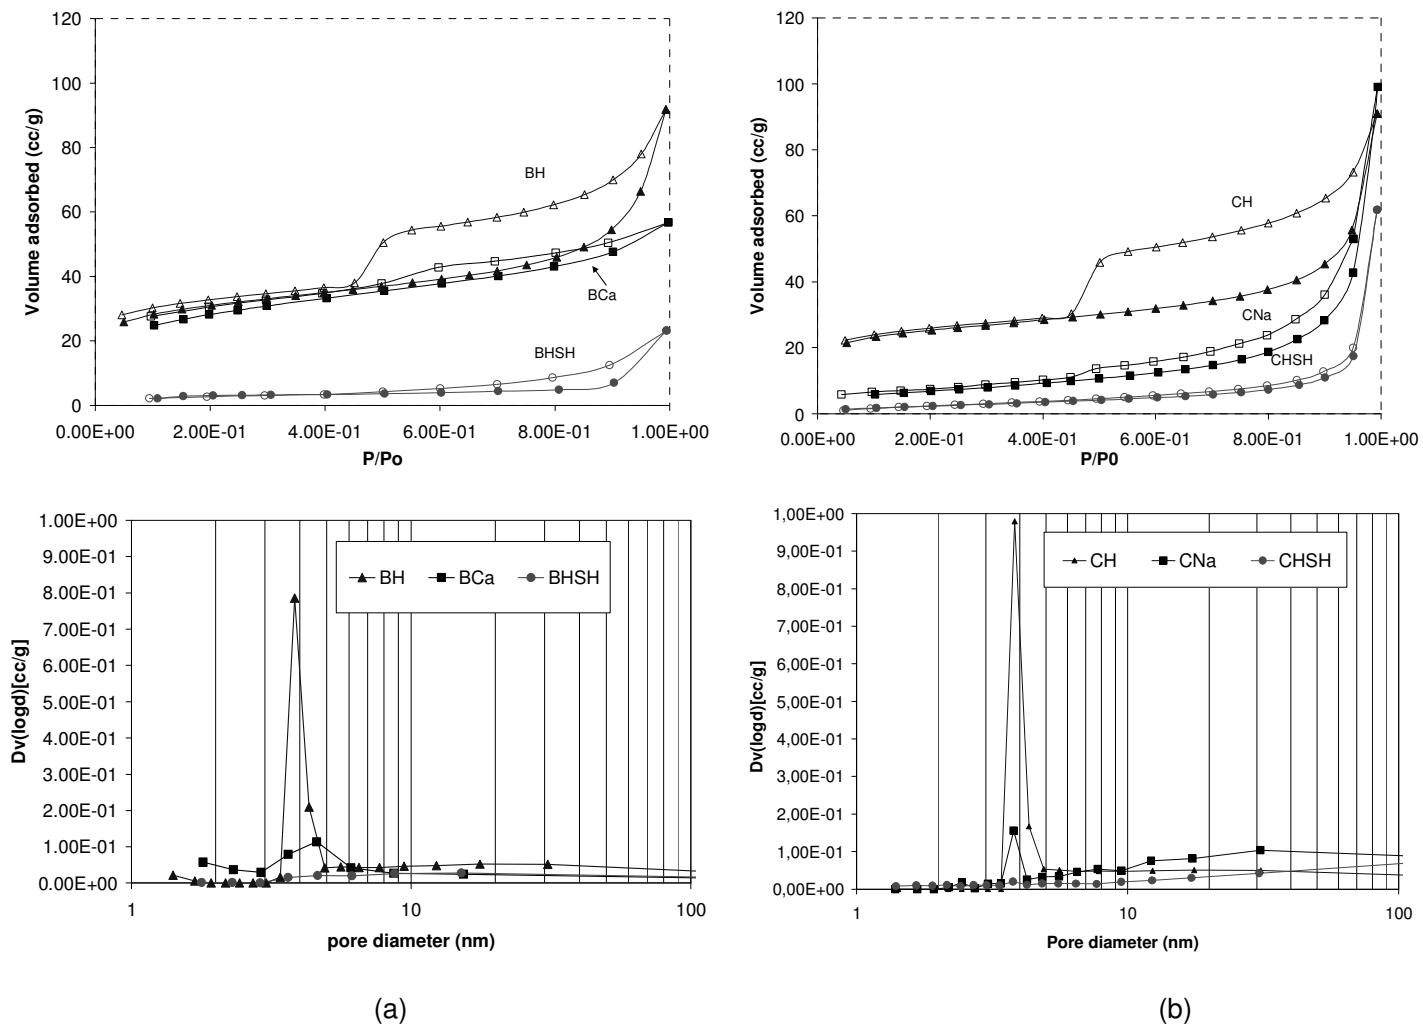 120
100
80
60
40
20
0
Volume adsorbed (cc/g)
BH
BCa
BHSH
0.00E+00 2.00E-01 4.00E-01 6.00E-01 8.00E-01 1.00E+00
P/Po
120
100
80
60
40
20
0
Volume adsorbed (cc/g)
CH
CNa
CHSH
0.00E+00 2.00E-01 4.00E-01 6.00E-01 8.00E-01 1.00E+00
P/P0
1.00E+00
9.00E-01
8.00E-01
7.00E-01
6.00E-01
5.00E-01
4.00E-01
3.00E-01
2.00E-01
1.00E-01
0.00E+00
Dv(logd)[cc/g]
BH BCa BHSH
1 10 100
pore diameter (nm)
1,00E+00
9,00E-01
8,00E-01
7,00E-01
6,00E-01
5,00E-01
4,00E-01
3,00E-01
2,00E-01
1,00E-01
0,00E+00
Dv(logd)[cc/g]
CH CNa CHSH
1 10 100
Pore diameter (nm)
(a) (b)